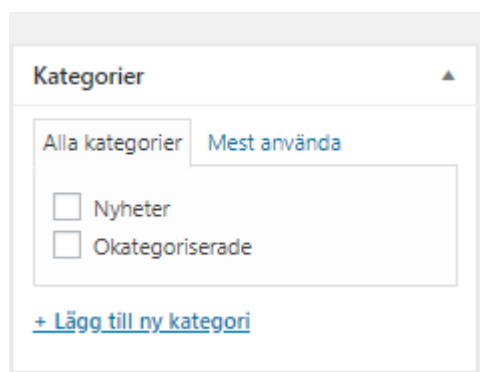 Kategorier
Alla kategorier Mest använda
Nyheter
Okategoriserade
+ Lägg till ny kategori